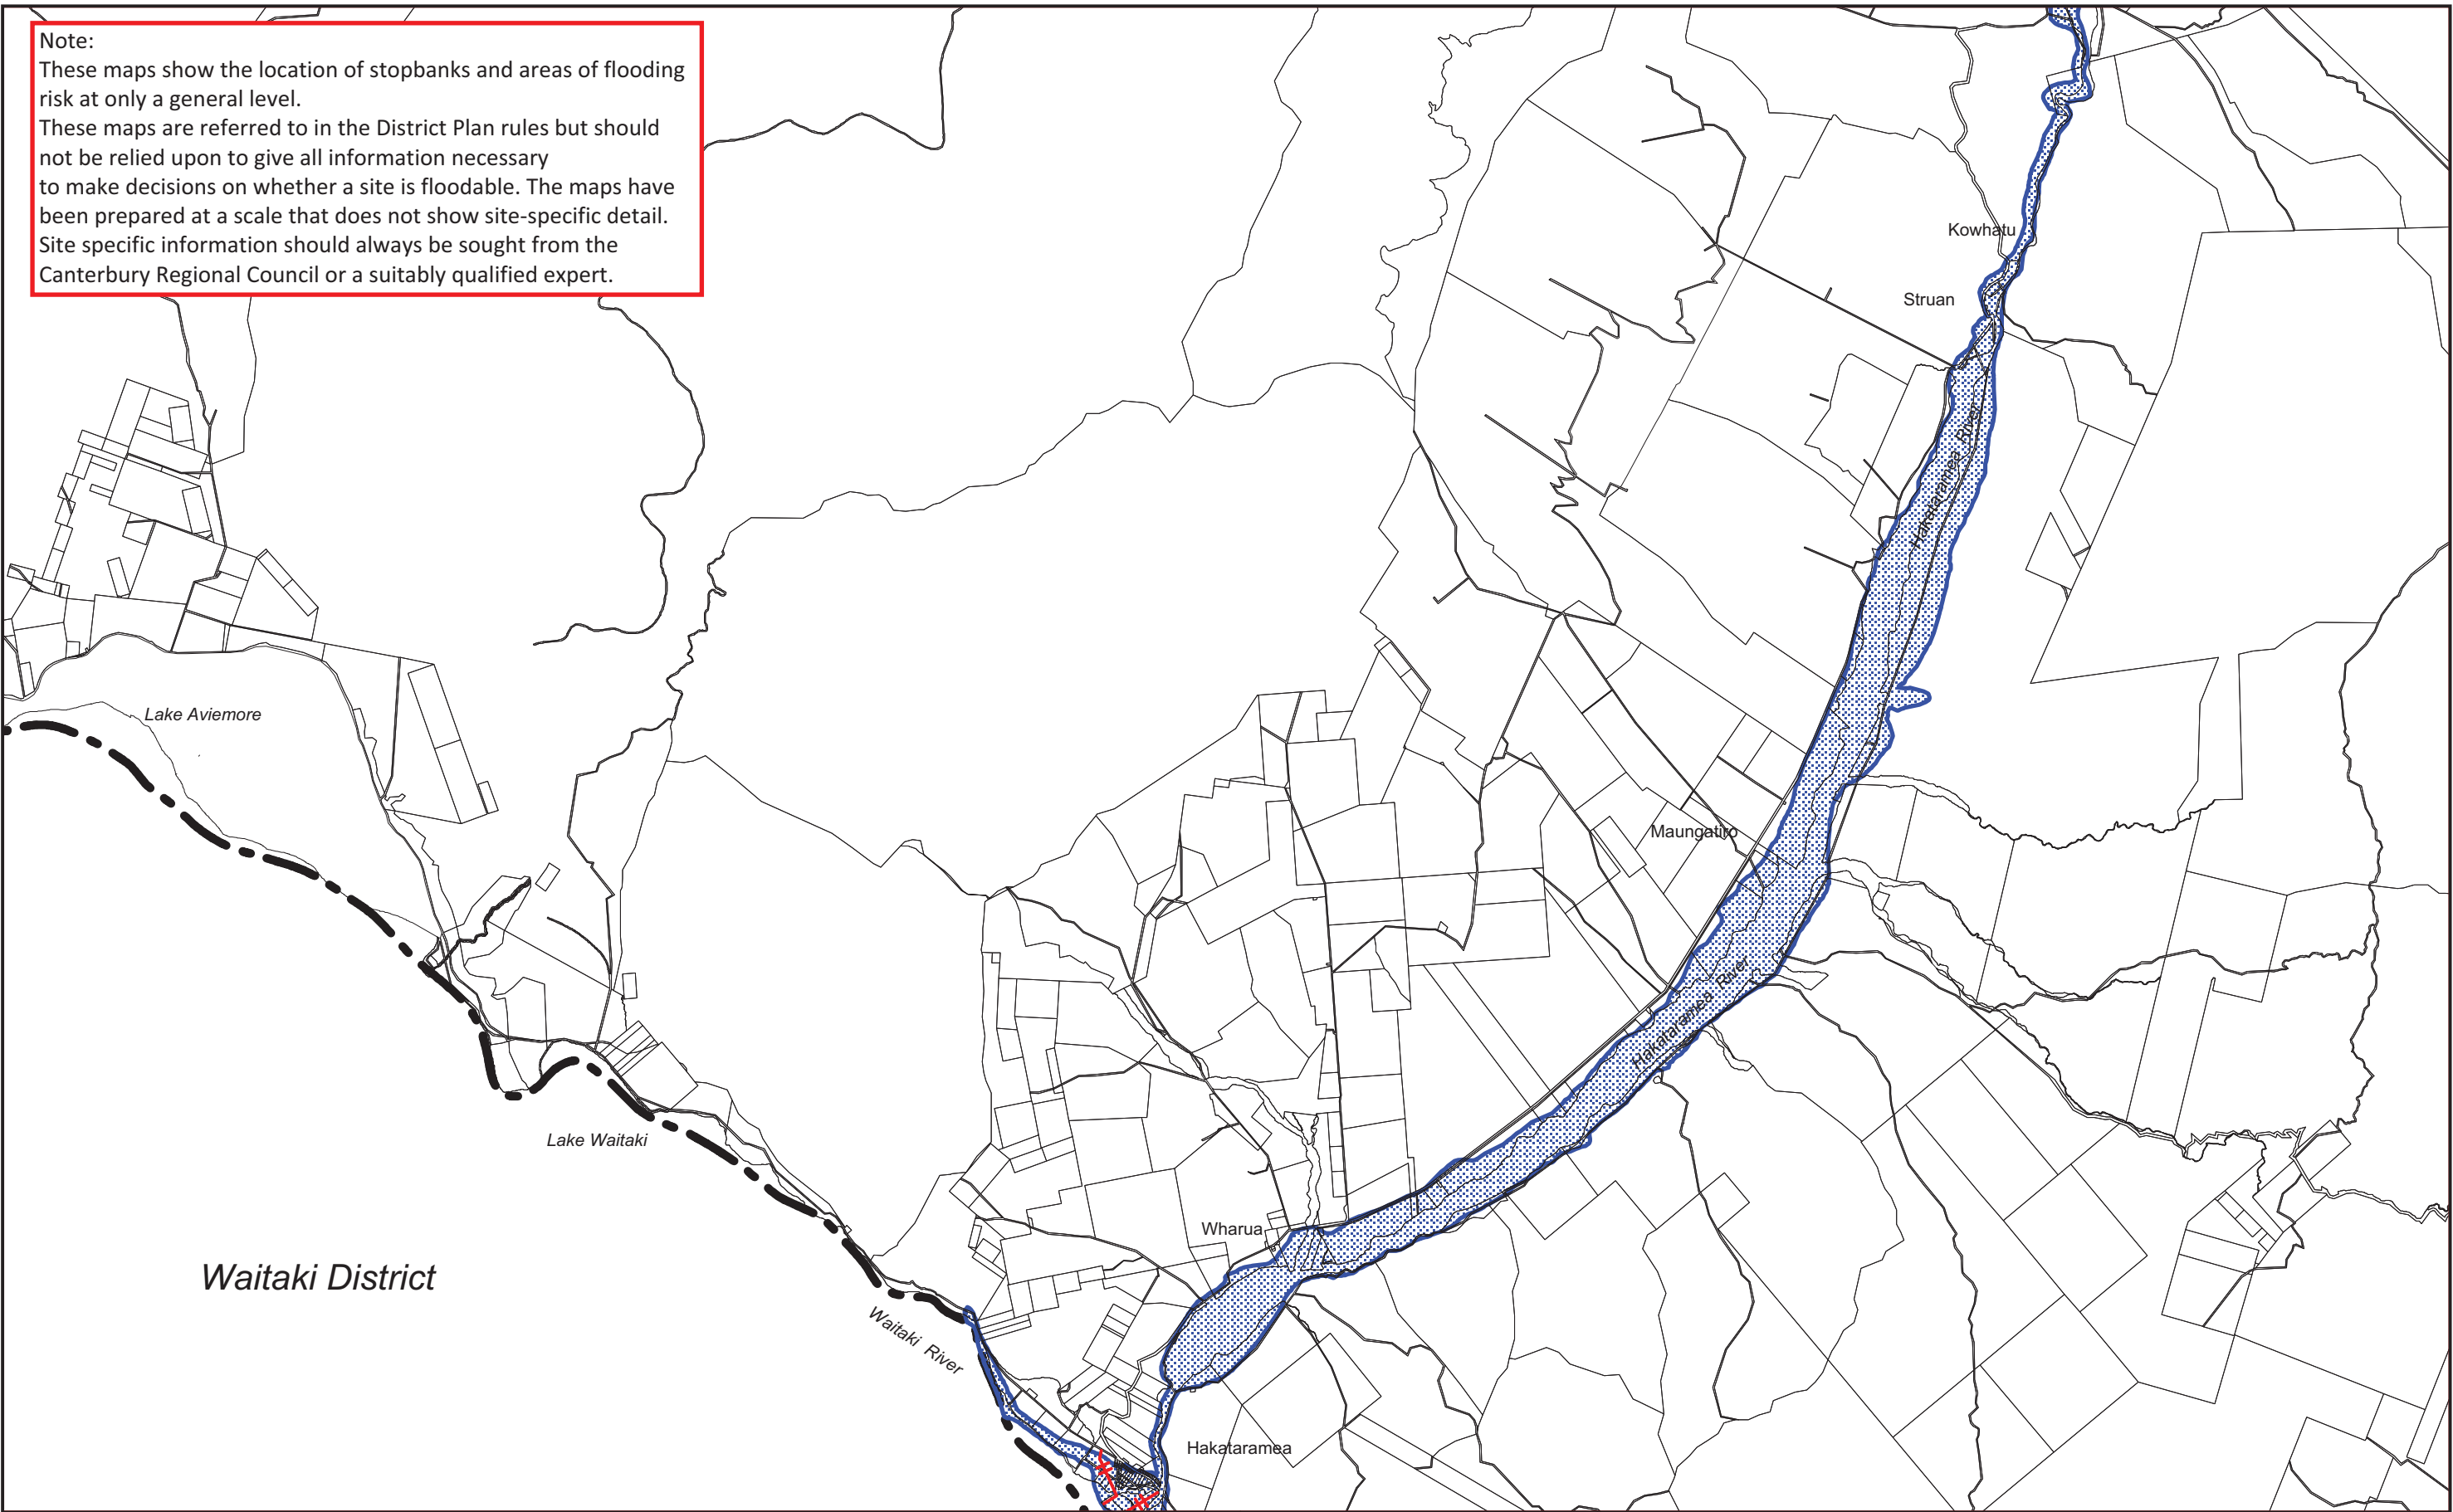 Note:
These maps show the location of stopbanks and areas of flooding
risk at only a general level.
These maps are referred to in the District Plan rules but should
not be relied upon to give all information necessary
to make decisions on whether a site is floodable. The maps have
been prepared at a scale that does not show site-specific detail.
Site specific information should always be sought from the
Canterbury Regional Council or a suitably qualified expert.
Kowhatu
Struan
Hakataramea River
Lake Aviemore
Maungatiro
Hakataramea River
Lake Waitaki
Wharua
Waitaki District
Waitaki River
Hakataramea